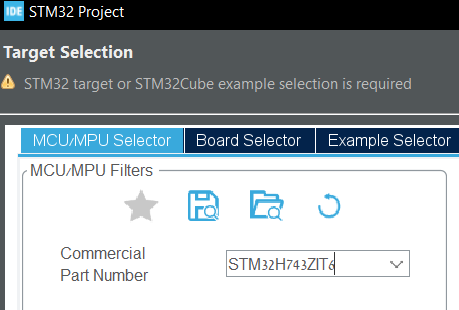 IDE STM32 Project
Target Selection
STM32 target or STM32Cube example selection is required
MCU/MPU Selector Board Selector Example Selector
MCU/MPU Filters
Commercial
Part Number
STM32H743ZIT6